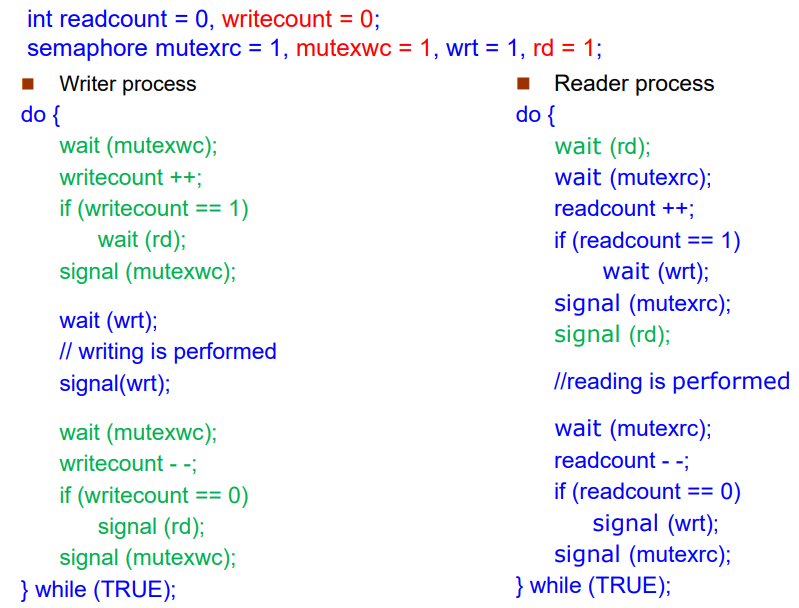 int readcount = 0, writecount = 0;
semaphore mutexrc = 1, mutexwc = 1, wrt = 1, rd = 1;
Writer process
do {
wait (mutexwc);
writecount ++;
if (writecount == 1)
wait (rd);
signal (mutexwc);
wait (wrt);
// writing is performed
signal(wrt);
wait (mutexwc);
writecount - -;
if (writecount == 0)
signal (rd);
signal (mutexwc);
} while (TRUE);
Reader process
do {
wait (rd);
wait (mutexrc);
readcount ++;
if (readcount == 1)
wait (wrt);
signal (mutexrc);
signal (rd);
//reading is performed
wait (mutexrc);
readcount - -;
if (readcount == 0)
signal (wrt);
signal (mutexrc);
} while (TRUE);